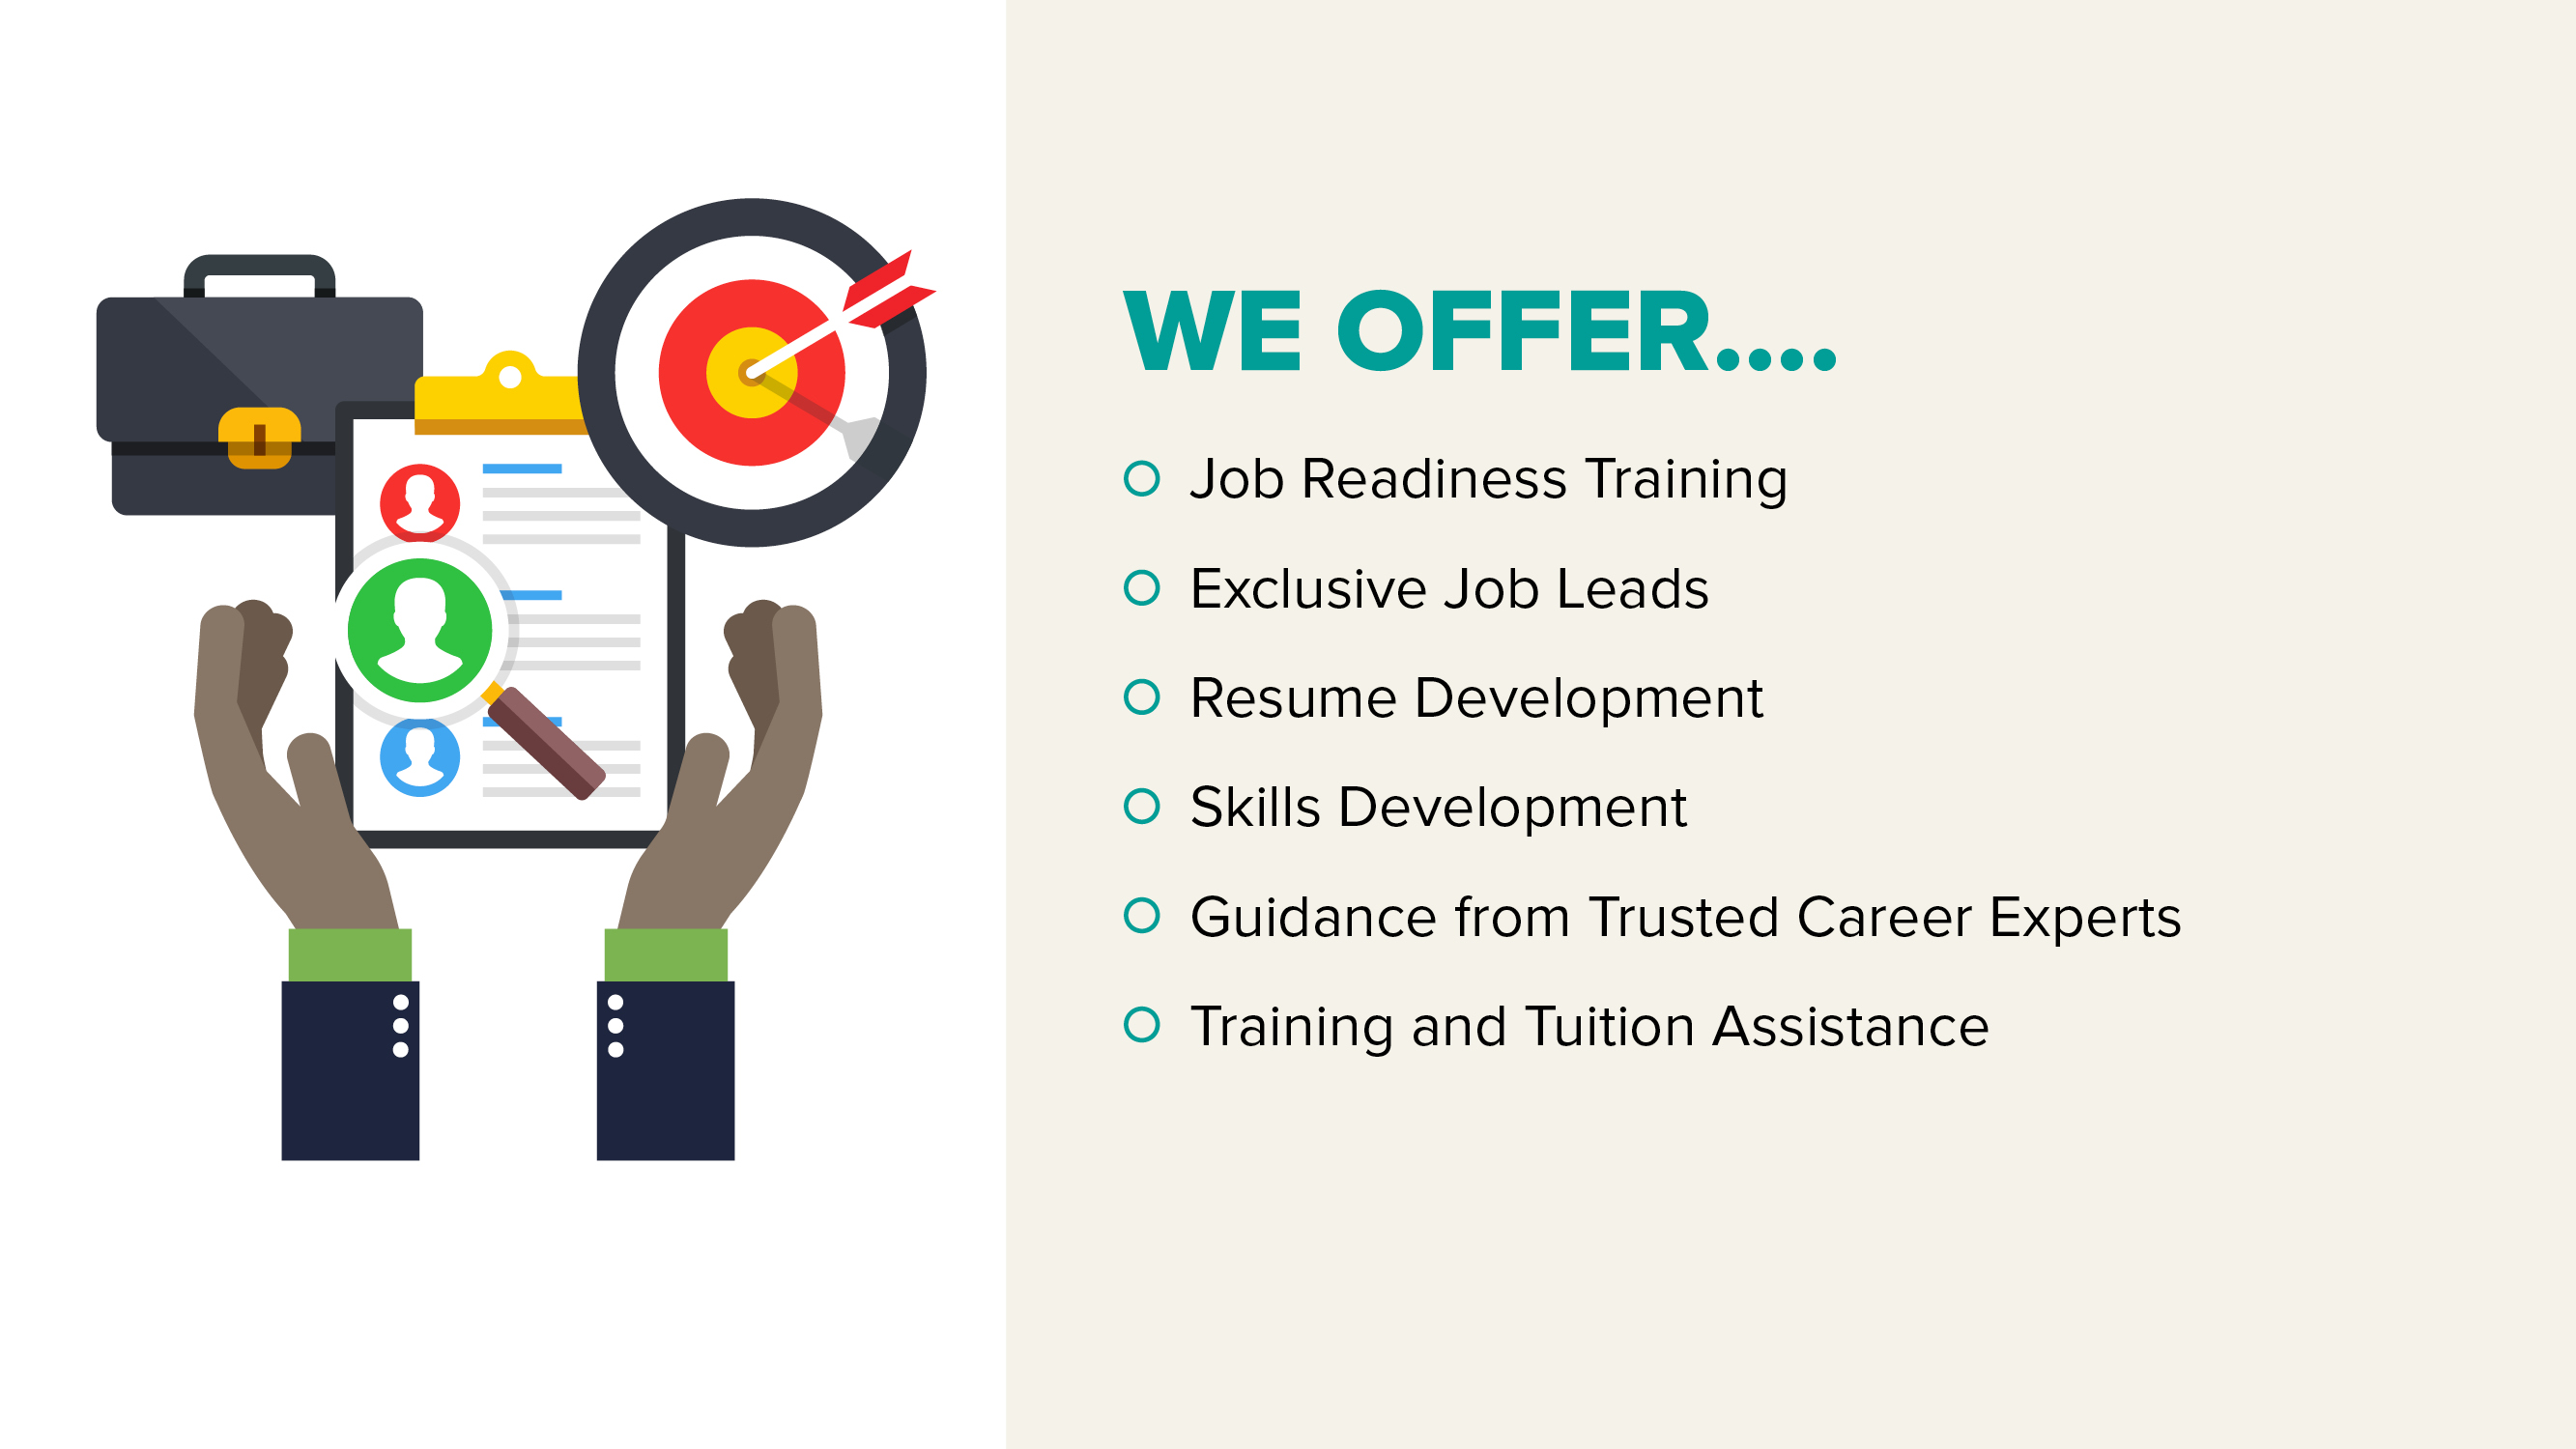 WE OFFER....
Job Readiness Training
Exclusive Job Leads
Resume Development
Skills Development
Guidance from Trusted Career Experts
Training and Tuition Assistance